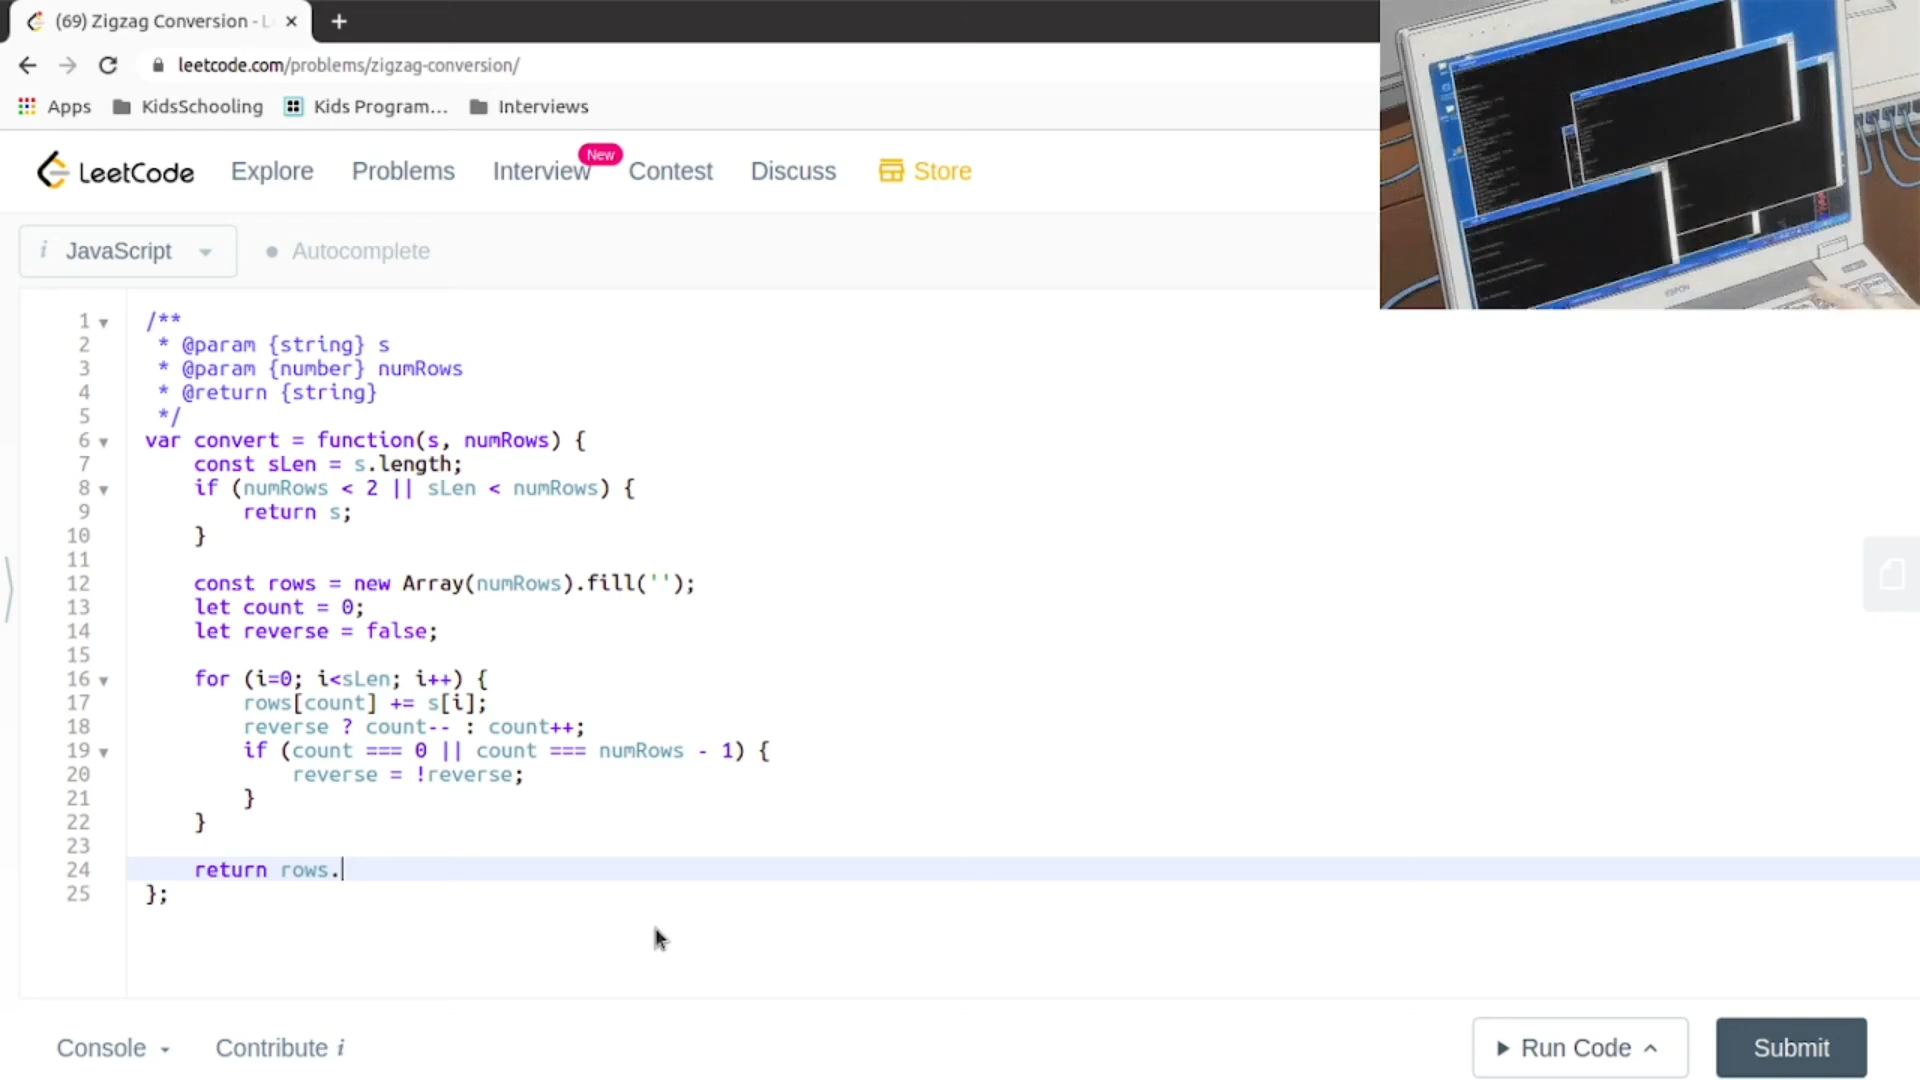 (69) Zigzag Conversion - L
leetcode.com/problems/zigzag-conversion/
Apps KidsSchooling Kids Program... Interviews
LeetCode Explore Problems Interview New Contest Discuss Store
i JavaScript Autocomplete
1 /**
2 * @param {string} s
3 * @param {number} numRows
4 * @return {string}
5 */
6 var convert = function(s, numRows) {
7 const sLen = s.length;
8 if (numRows < 2 || sLen < numRows) {
9 return s;
10 }
11
12 const rows = new Array(numRows).fill('');
13 let count = 0;
14 let reverse = false;
15
16 for (i=0; i<sLen; i++) {
17 rows[count] += s[i];
18 reverse ? count-- : count++;
19 if (count === 0 || count === numRows - 1) {
20 reverse = !reverse;
21 }
22 }
23
24 return rows.
25 };
Console Contribute i Run Code Submit